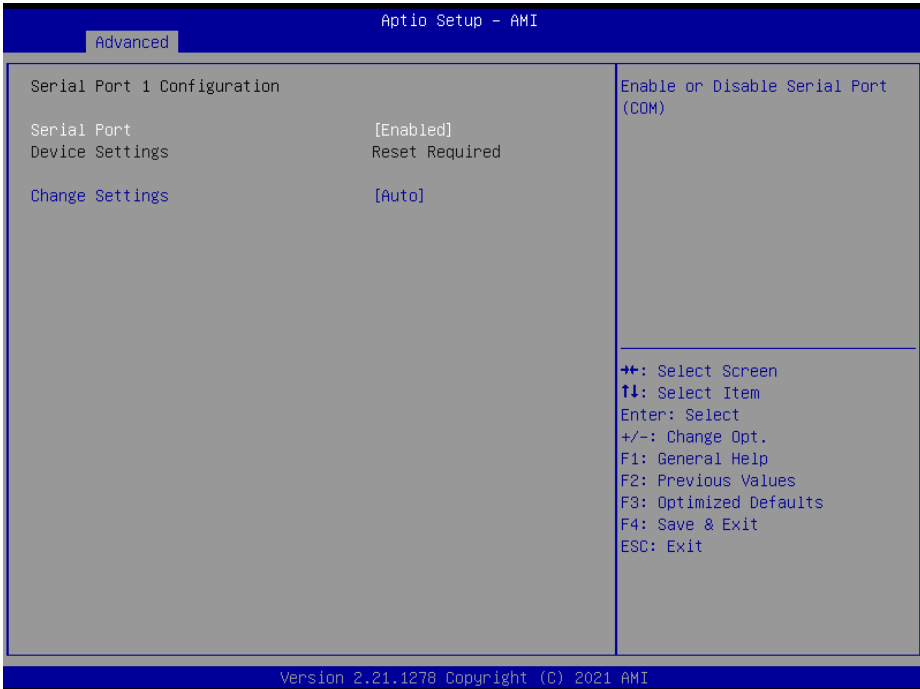 Aptio Setup – AMI
Advanced
Serial Port 1 Configuration
Serial Port [Enabled]
Device Settings Reset Required
Change Settings [Auto]
Enable or Disable Serial Port
(COM)
→←: Select Screen
↑↓: Select Item
Enter: Select
+/-: Change Opt.
F1: General Help
F2: Previous Values
F3: Optimized Defaults
F4: Save & Exit
ESC: Exit
Version 2.21.1278 Copyright (C) 2021 AMI